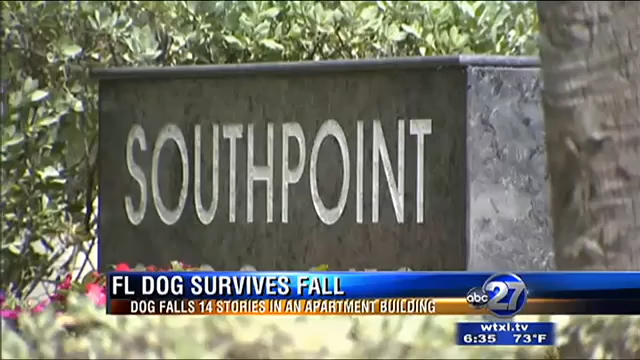 SOUTHPOINT
FL DOG SURVIVES FALL
DOG FALLS 14 STORIES IN AN APARTMENT BUILDING
abc 27
wtxl.tv
6:35 73°F